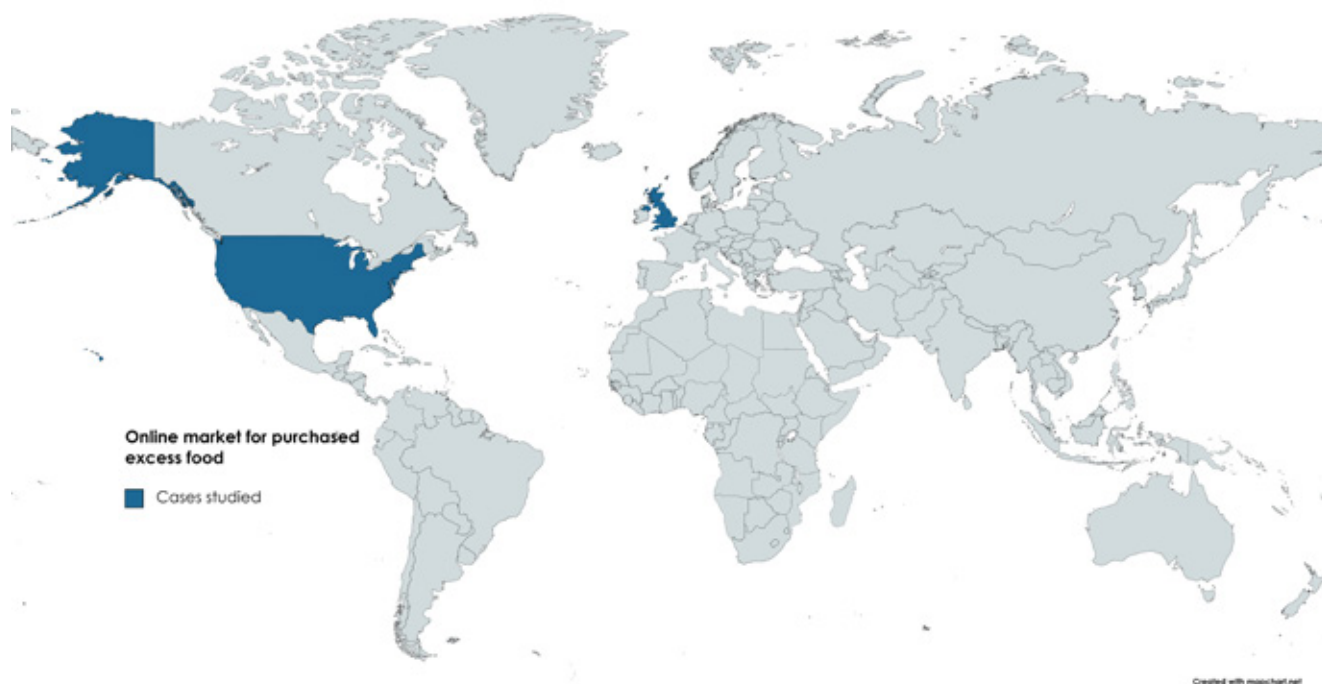 Online market for purchased
excess food
Cases studied
Created with mapchart.net